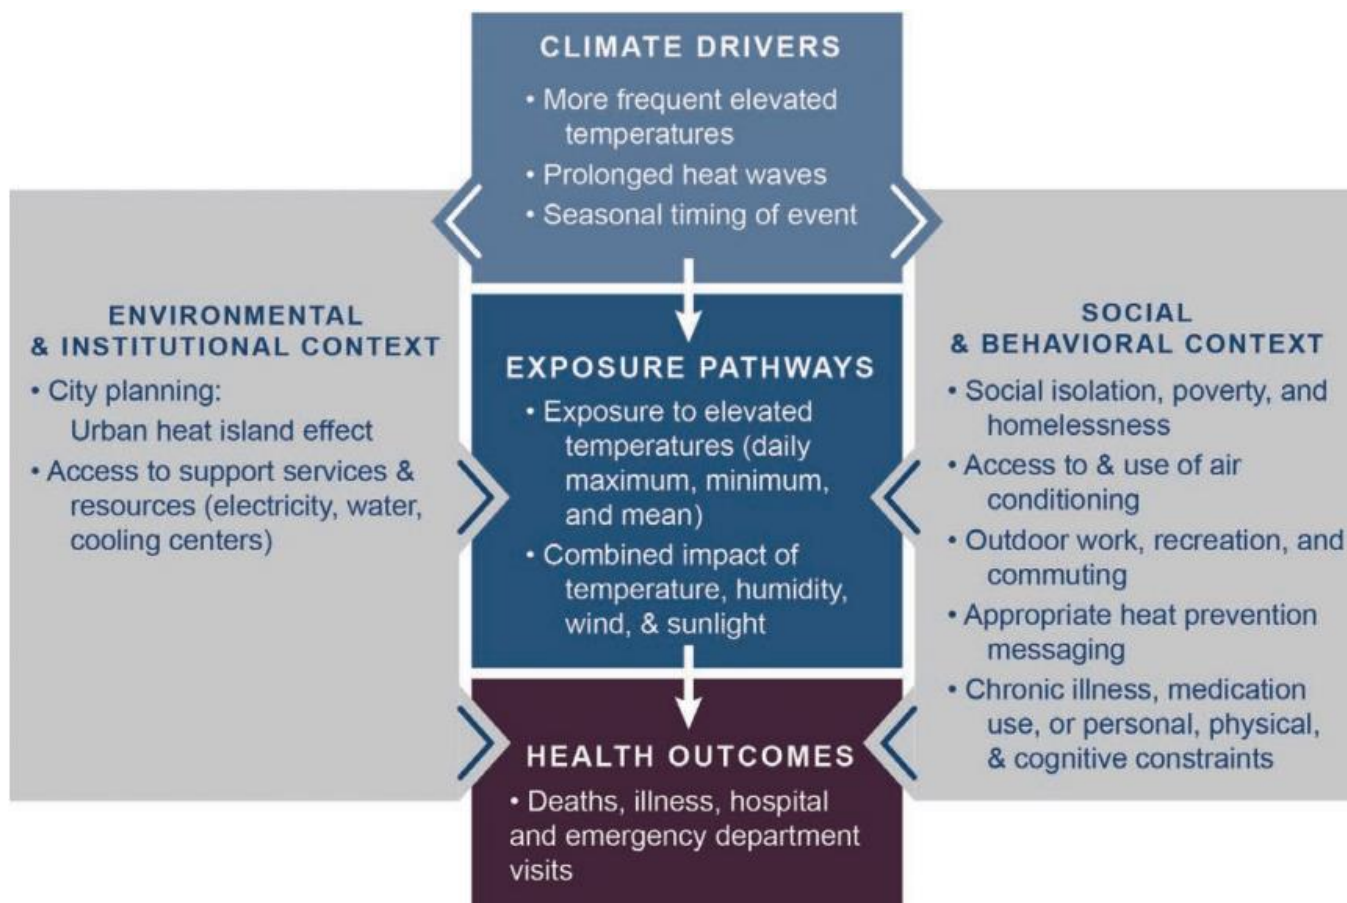 CLIMATE DRIVERS
• More frequent elevated
temperatures
• Prolonged heat waves
• Seasonal timing of event
ENVIRONMENTAL
& INSTITUTIONAL CONTEXT
• City planning:
Urban heat island effect
• Access to support services &
resources (electricity, water,
cooling centers)
EXPOSURE PATHWAYS
• Exposure to elevated
temperatures (daily
maximum, minimum,
and mean)
• Combined impact of
temperature, humidity,
wind, & sunlight
SOCIAL
& BEHAVIORAL CONTEXT
• Social isolation, poverty, and
homelessness
• Access to & use of air
conditioning
• Outdoor work, recreation, and
commuting
• Appropriate heat prevention
messaging
• Chronic illness, medication
use, or personal, physical,
& cognitive constraints
HEALTH OUTCOMES
• Deaths, illness, hospital
and emergency department
visits